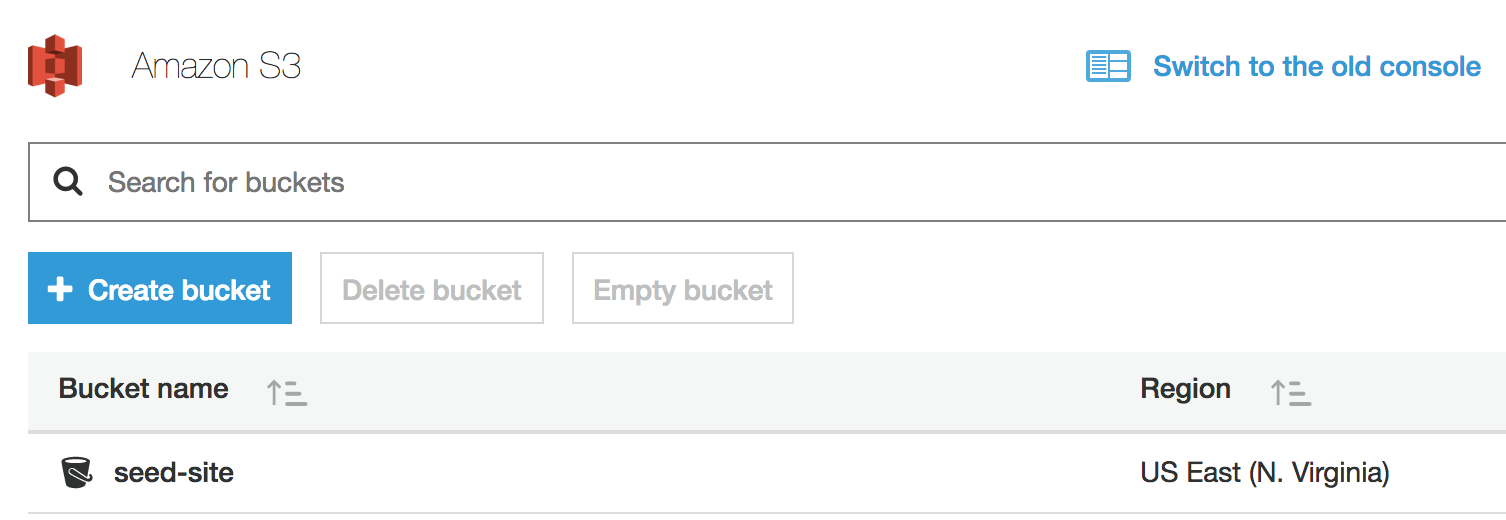 Amazon S3 Switch to the old console
Search for buckets
Create bucket Delete bucket Empty bucket
Bucket name Region
seed-site US East (N. Virginia)